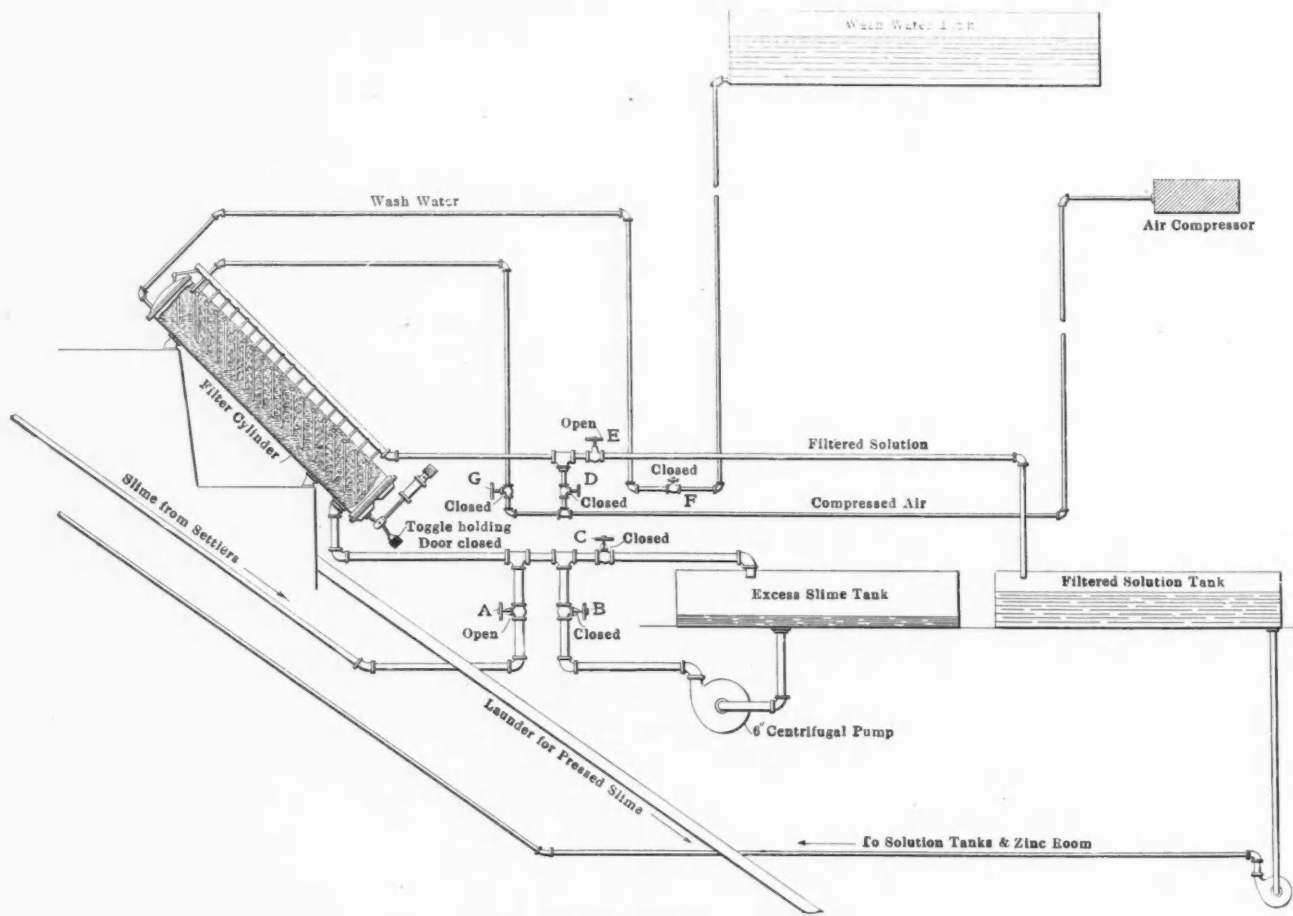 Wash Water Tank
Wash Water
Air Compressor
Open E
Filtered Solution
Filter Cylinder
Closed
G
D
F
Closed
Closed
Compressed Air
Slime from Settlers
Toggle holding
Door closed
C
Closed
Excess Slime Tank
Filtered Solution Tank
A
Open
B
Closed
6" Centrifugal Pump
Launder for Pressed Slime
To Solution Tanks & Zinc Room